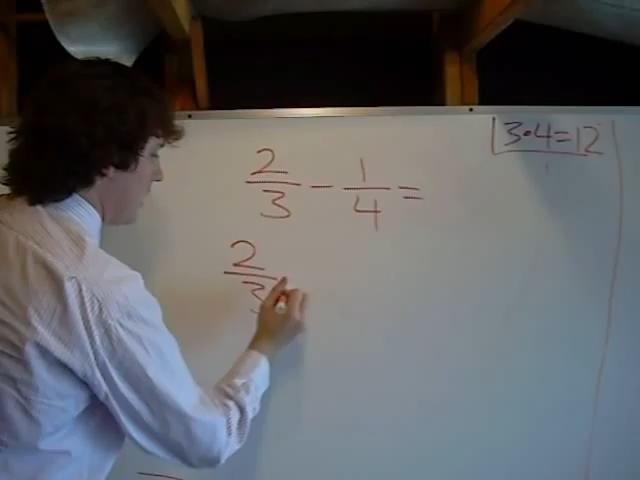 3•4=12
2/3 - 1/4 =
2/3